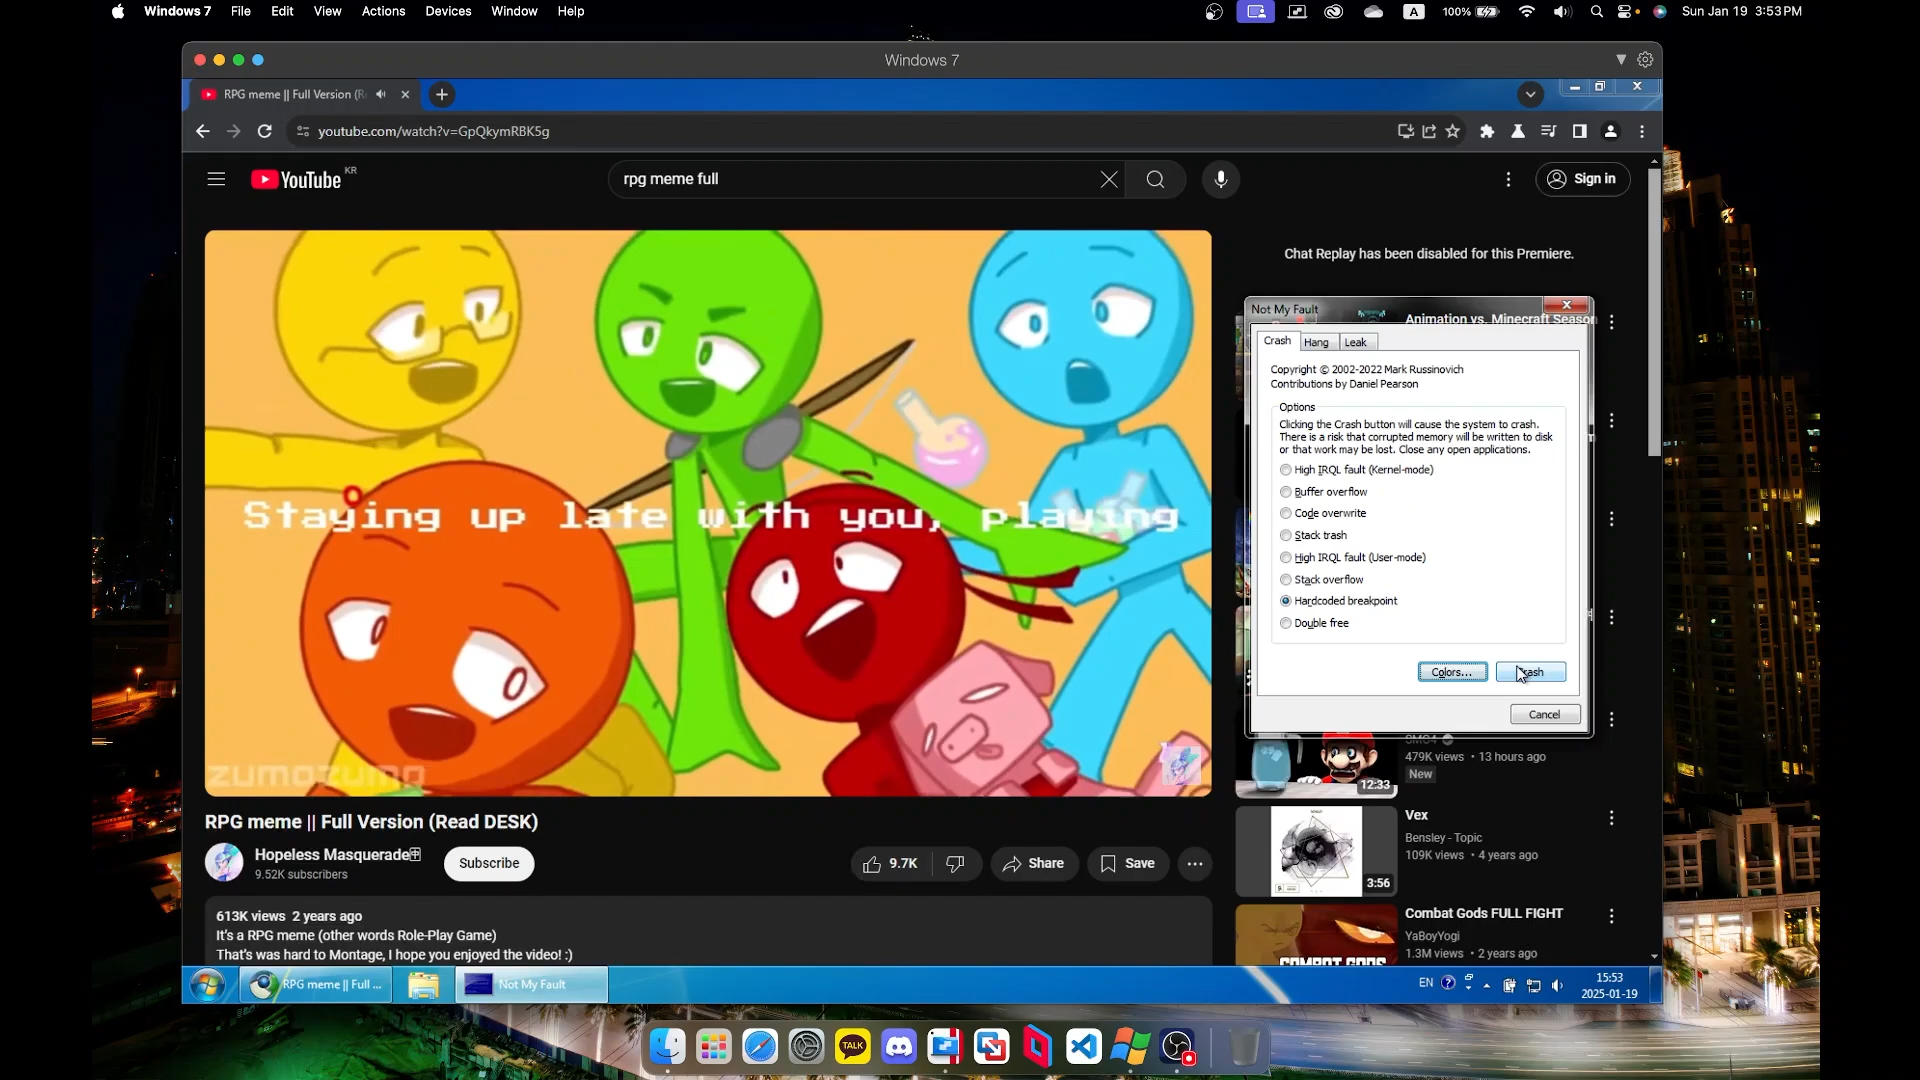 Windows 7 File Edit View Actions Devices Window Help
A 100% Sun Jan 19 3:53 PM
Windows 7
RPG meme || Full Version (R
youtube.com/watch?v=GpQkymRBK5g
YouTube KR
rpg meme full
Sign in
Chat Replay has been disabled for this Premiere.
Staying up late with you, playing
zumozumo
Not My Fault
Animation vs. Minecraft Season
Crash Hang Leak
Copyright © 2002-2022 Mark Russinovich
Contributions by Daniel Pearson
Options
Clicking the Crash button will cause the system to crash.
There is a risk that corrupted memory will be written to disk
or that work may be lost. Close any open applications.
High IRQL fault (Kernel-mode)
Buffer overflow
Code overwrite
Stack trash
High IRQL fault (User-mode)
Stack overflow
Hardcoded breakpoint
Double free
Colors... Crash
Cancel
SMG4
479K views • 13 hours ago
New
12:33
Vex
Bensley - Topic
109K views • 4 years ago
3:56
Combat Gods FULL FIGHT
YaBoyYogi
1.3M views • 2 years ago
COMBAT GODS
RPG meme || Full Version (Read DESK)
Hopeless Masquerade
9.52K subscribers
Subscribe
9.7K
Share
Save
613K views 2 years ago
It's a RPG meme (other words Role-Play Game)
That's was hard to Montage, I hope you enjoyed the video! :)
RPG meme || Full ...
Not My Fault
EN
15:53
2025-01-19
TALK